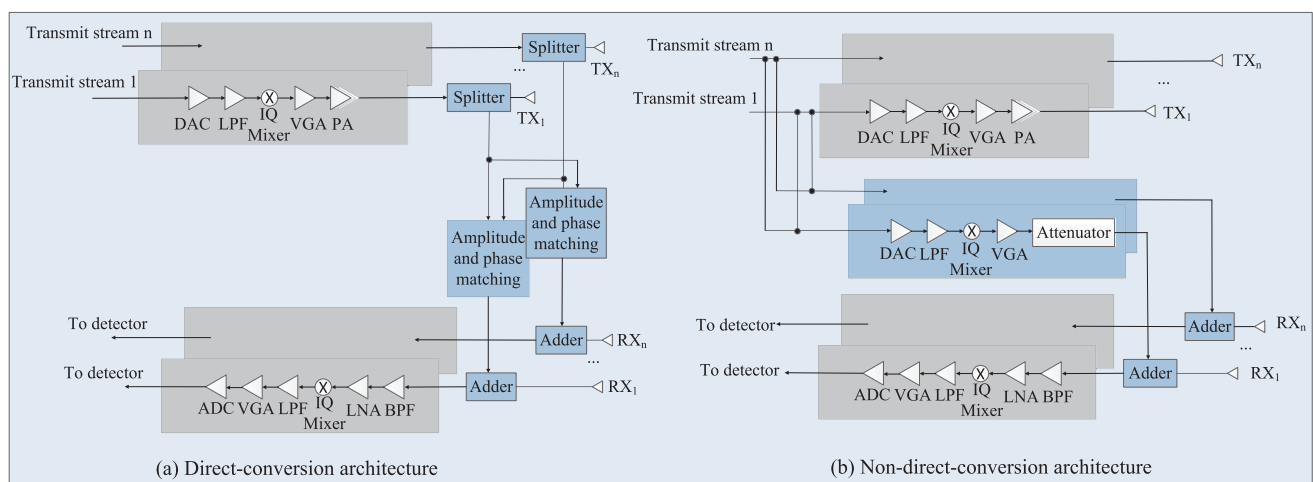 Transmit stream n
Splitter
...
TXn
Transmit stream 1
Splitter
TX1
DAC LPF IQ Mixer VGA PA
Amplitude and phase matching
Amplitude and phase matching
To detector
Adder
RXn
...
To detector
Adder
RX1
ADC VGA LPF IQ Mixer LNA BPF
(a) Direct-conversion architecture
Transmit stream n
TXn
...
Transmit stream 1
TX1
DAC LPF IQ Mixer VGA PA
DAC LPF IQ Mixer VGA
Attenuator
To detector
Adder
RXn
...
To detector
Adder
RX1
ADC VGA LPF IQ Mixer LNA BPF
(b) Non-direct-conversion architecture